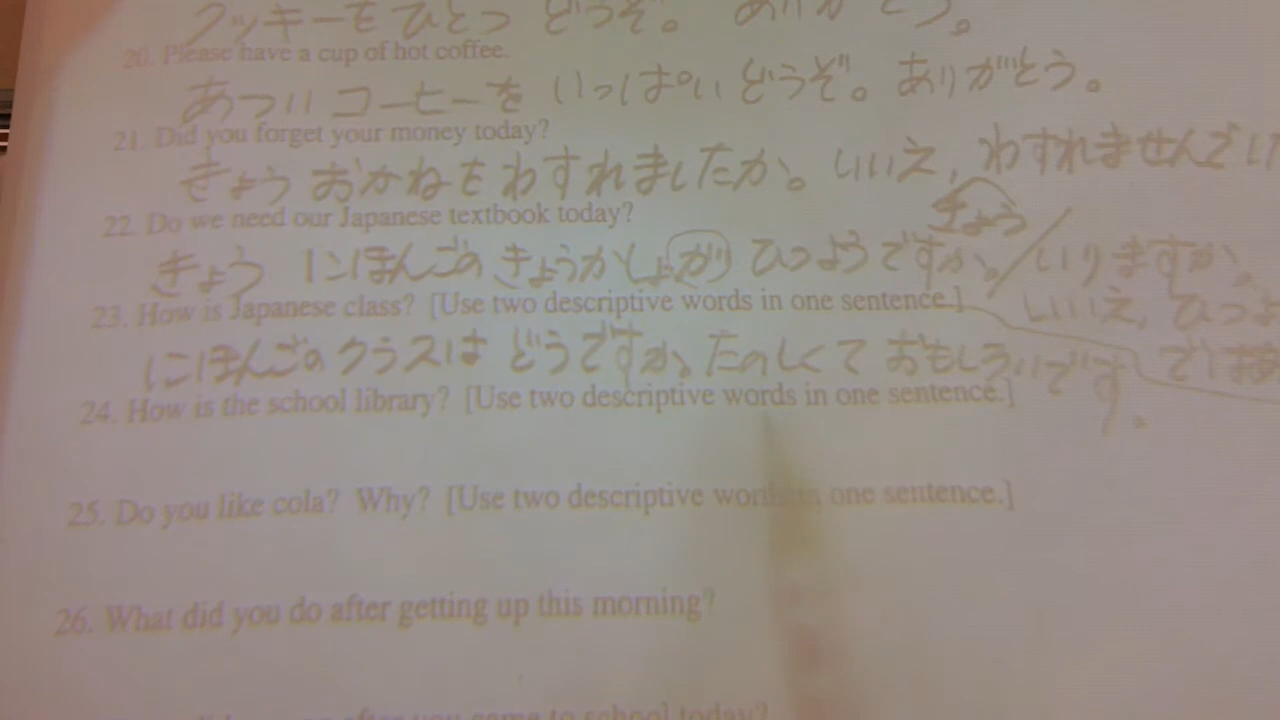 クッキーを ひとつ どうぞ。 ありがとう。
20. Please have a cup of hot coffee.
あつい コーヒーを いっぱい どうぞ。 ありがとう。
21. Did you forget your money today?
きょう おかねを わすれましたか。 いいえ, わすれませんでし
22. Do we need our Japanese textbook today?
きょう
きょう にほんごの きょうかしょが ひつようですか。/いりますか。
いいえ, ひつよ
23. How is Japanese class? [Use two descriptive words in one sentence.]
にほんごの クラスは どうですか。 たのしくて おもしろいです。
24. How is the school library? [Use two descriptive words in one sentence.]
25. Do you like cola? Why? [Use two descriptive words in one sentence.]
26. What did you do after getting up this morning?
after you came to school today?